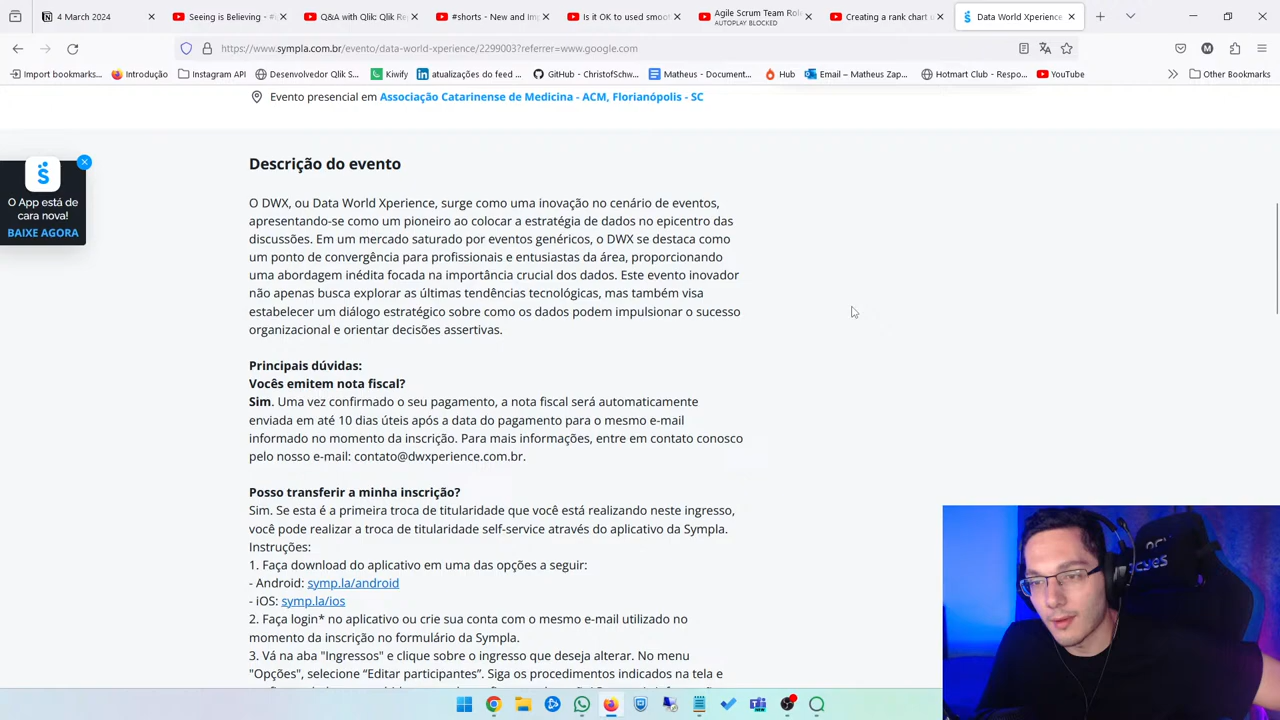 4 March 2024
Seeing is Believing - #
Q&A with Qlik: Qlik Re
#shorts - New and Im
Is it OK to used smo
Agile Scrum Team Rol
AUTOPLAY BLOCKED
Creating a rank chart
Data World Xperience
https://www.sympla.com.br/evento/data-world-xperience/2299003?referrer=www.google.com
M
Import bookmarks...
Introdução
Instagram API
Desenvolvedor Qlik S...
Kiwify
atualizações do feed ...
GitHub - ChristofSchw...
Matheus - Document...
Hub
Email – Matheus Zap...
Hotmart Club - Respo...
YouTube
Other Bookmarks
Evento presencial em Associação Catarinense de Medicina - ACM, Florianópolis - SC
O App está de
cara nova!
BAIXE AGORA
Descrição do evento
O DWX, ou Data World Xperience, surge como uma inovação no cenário de eventos,
apresentando-se como um pioneiro ao colocar a estratégia de dados no epicentro das
discussões. Em um mercado saturado por eventos genéricos, o DWX se destaca como
um ponto de convergência para profissionais e entusiastas da área, proporcionando
uma abordagem inédita focada na importância crucial dos dados. Este evento inovador
não apenas busca explorar as últimas tendências tecnológicas, mas também visa
estabelecer um diálogo estratégico sobre como os dados podem impulsionar o sucesso
organizacional e orientar decisões assertivas.
Principais dúvidas:
Vocês emitem nota fiscal?
Sim. Uma vez confirmado o seu pagamento, a nota fiscal será automaticamente
enviada em até 10 dias úteis após a data do pagamento para o mesmo e-mail
informado no momento da inscrição. Para mais informações, entre em contato conosco
pelo nosso e-mail: contato@dwxperience.com.br.
Posso transferir a minha inscrição?
Sim. Se esta é a primeira troca de titularidade que você está realizando neste ingresso,
você pode realizar a troca de titularidade self-service através do aplicativo da Sympla.
Instruções:
1. Faça download do aplicativo em uma das opções a seguir:
- Android: symp.la/android
- iOS: symp.la/ios
2. Faça login* no aplicativo ou crie sua conta com o mesmo e-mail utilizado no
momento da inscrição no formulário da Sympla.
3. Vá na aba "Ingressos" e clique sobre o ingresso que deseja alterar. No menu
"Opções", selecione “Editar participantes”. Siga os procedimentos indicados na tela e